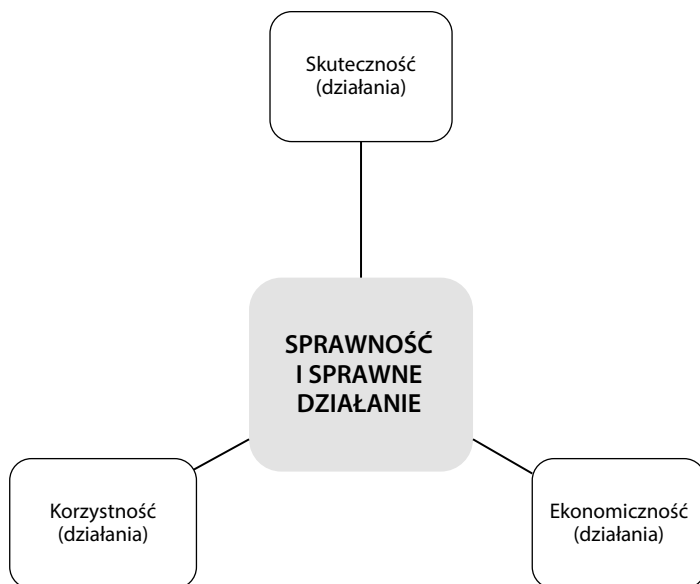 Skuteczność
(działania)
SPRAWNOŚĆ
I SPRAWNE
DZIAŁANIE
Korzystność
(działania)
Ekonomiczność
(działania)